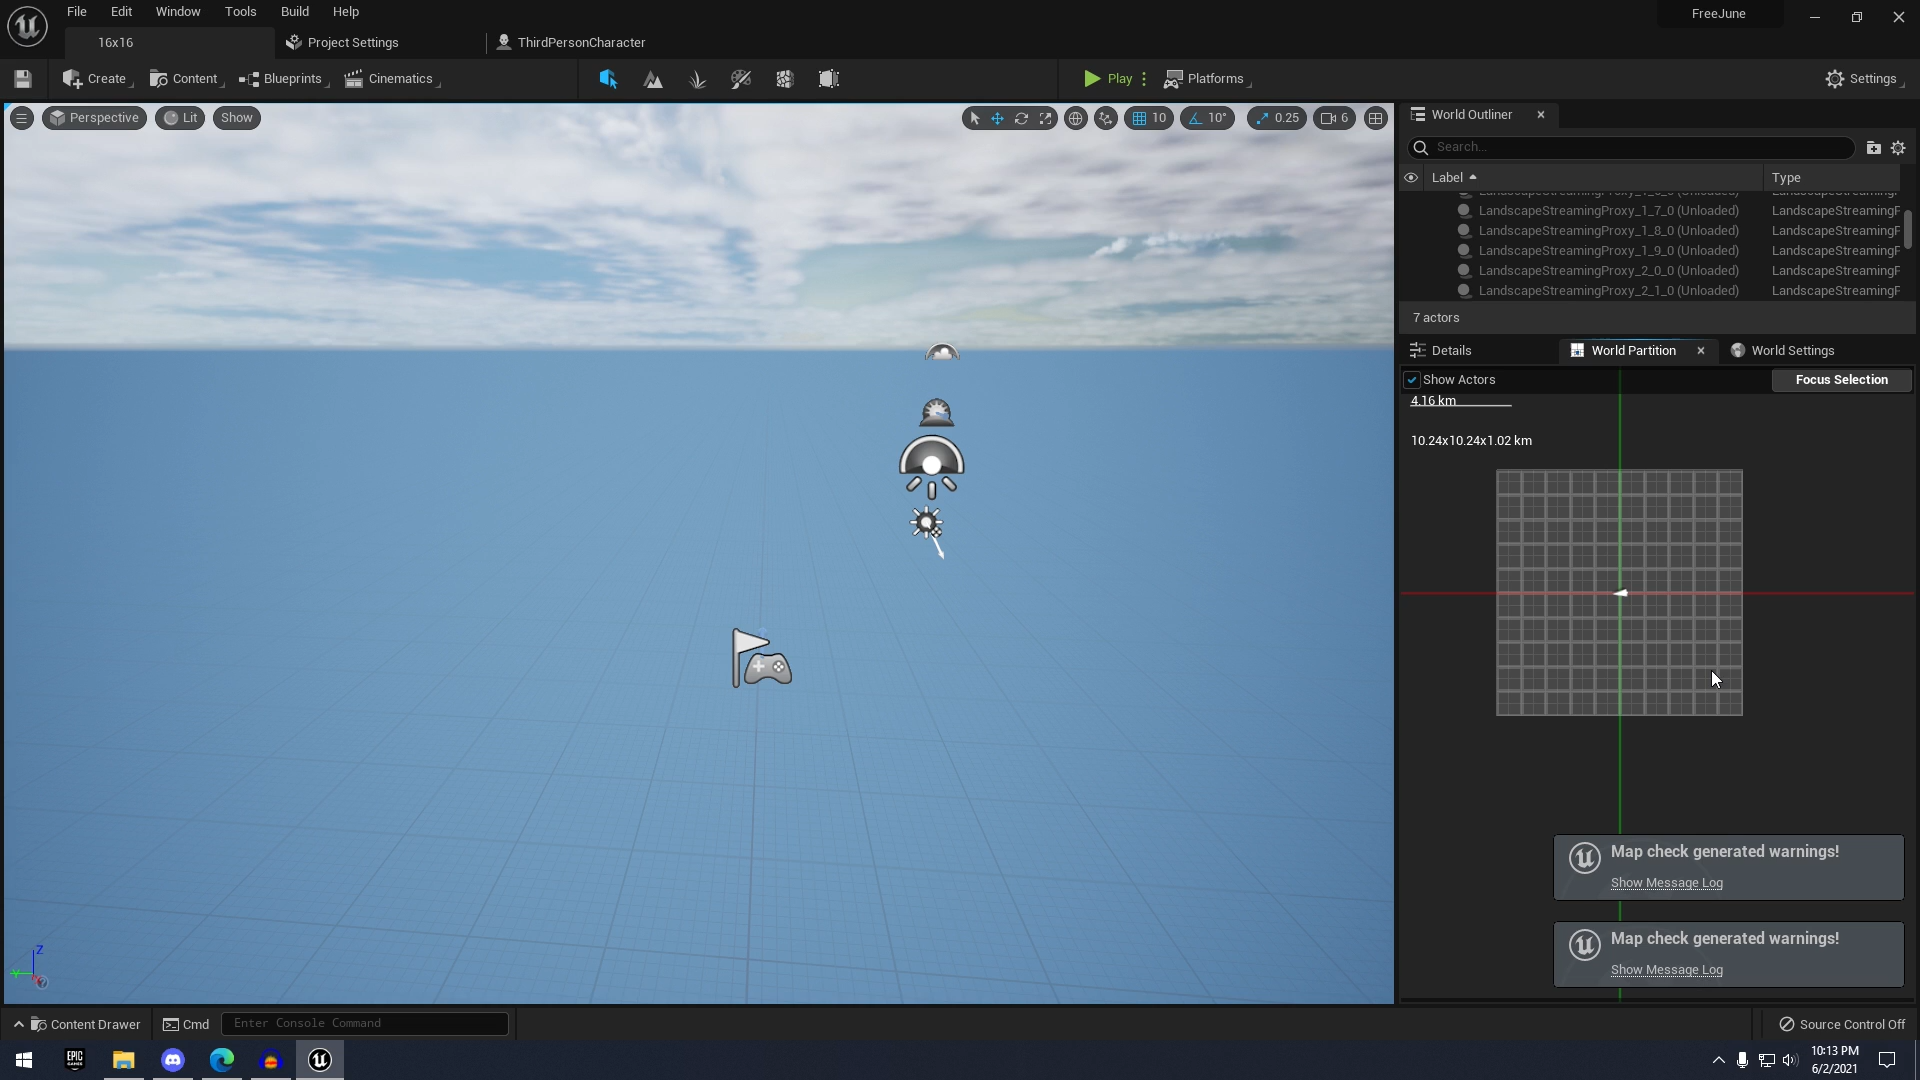 File Edit Window Tools Build Help
FreeJune
16x16
Project Settings
ThirdPersonCharacter
Create
Content
Blueprints
Cinematics
Play
Platforms
Settings
Perspective
Lit
Show
10
10°
0.25
6
World Outliner
Search...
Label
Type
LandscapeStreamingProxy_1_7_0 (Unloaded) LandscapeStreamingP
LandscapeStreamingProxy_1_8_0 (Unloaded) LandscapeStreamingP
LandscapeStreamingProxy_1_9_0 (Unloaded) LandscapeStreamingP
LandscapeStreamingProxy_2_0_0 (Unloaded) LandscapeStreamingP
LandscapeStreamingProxy_2_1_0 (Unloaded) LandscapeStreamingP
7 actors
Details
World Partition
World Settings
Show Actors
Focus Selection
4.16 km
10.24x10.24x1.02 km
Map check generated warnings!
Show Message Log
Map check generated warnings!
Show Message Log
Z
Y
Content Drawer
Cmd
Enter Console Command
Source Control Off
EPIC GAMES
10:13 PM
6/2/2021